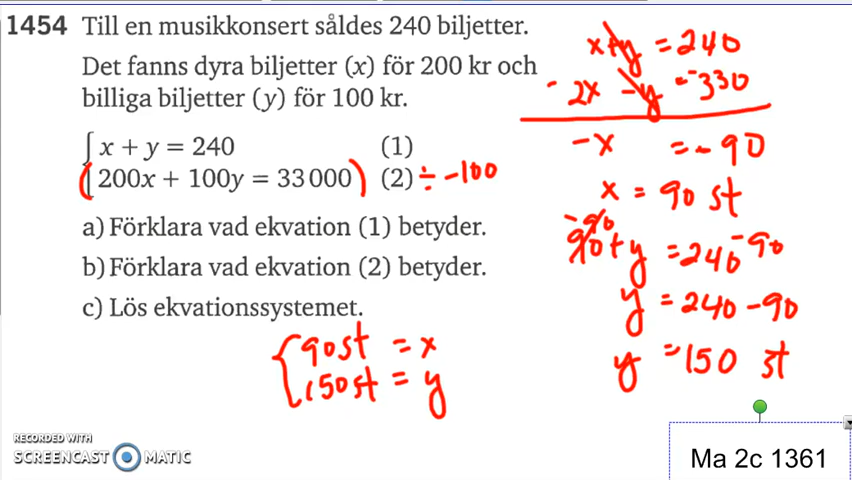 1454 Till en musikkonsert såldes 240 biljetter.
Det fanns dyra biljetter (x) för 200 kr och
billiga biljetter (y) för 100 kr.
x + y = 240 (1)
200x + 100y = 33 000 (2) ÷ -100
a) Förklara vad ekvation (1) betyder.
b) Förklara vad ekvation (2) betyder.
c) Lös ekvationssystemet.
90st = x
150st = y
x+y = 240
-2x -y = -330
-x = -90
x = 90 st
-90
90+y = 240 -90
y = 240 -90
y = 150 st
RECORDED WITH
SCREENCAST MATIC
Ma 2c 1361